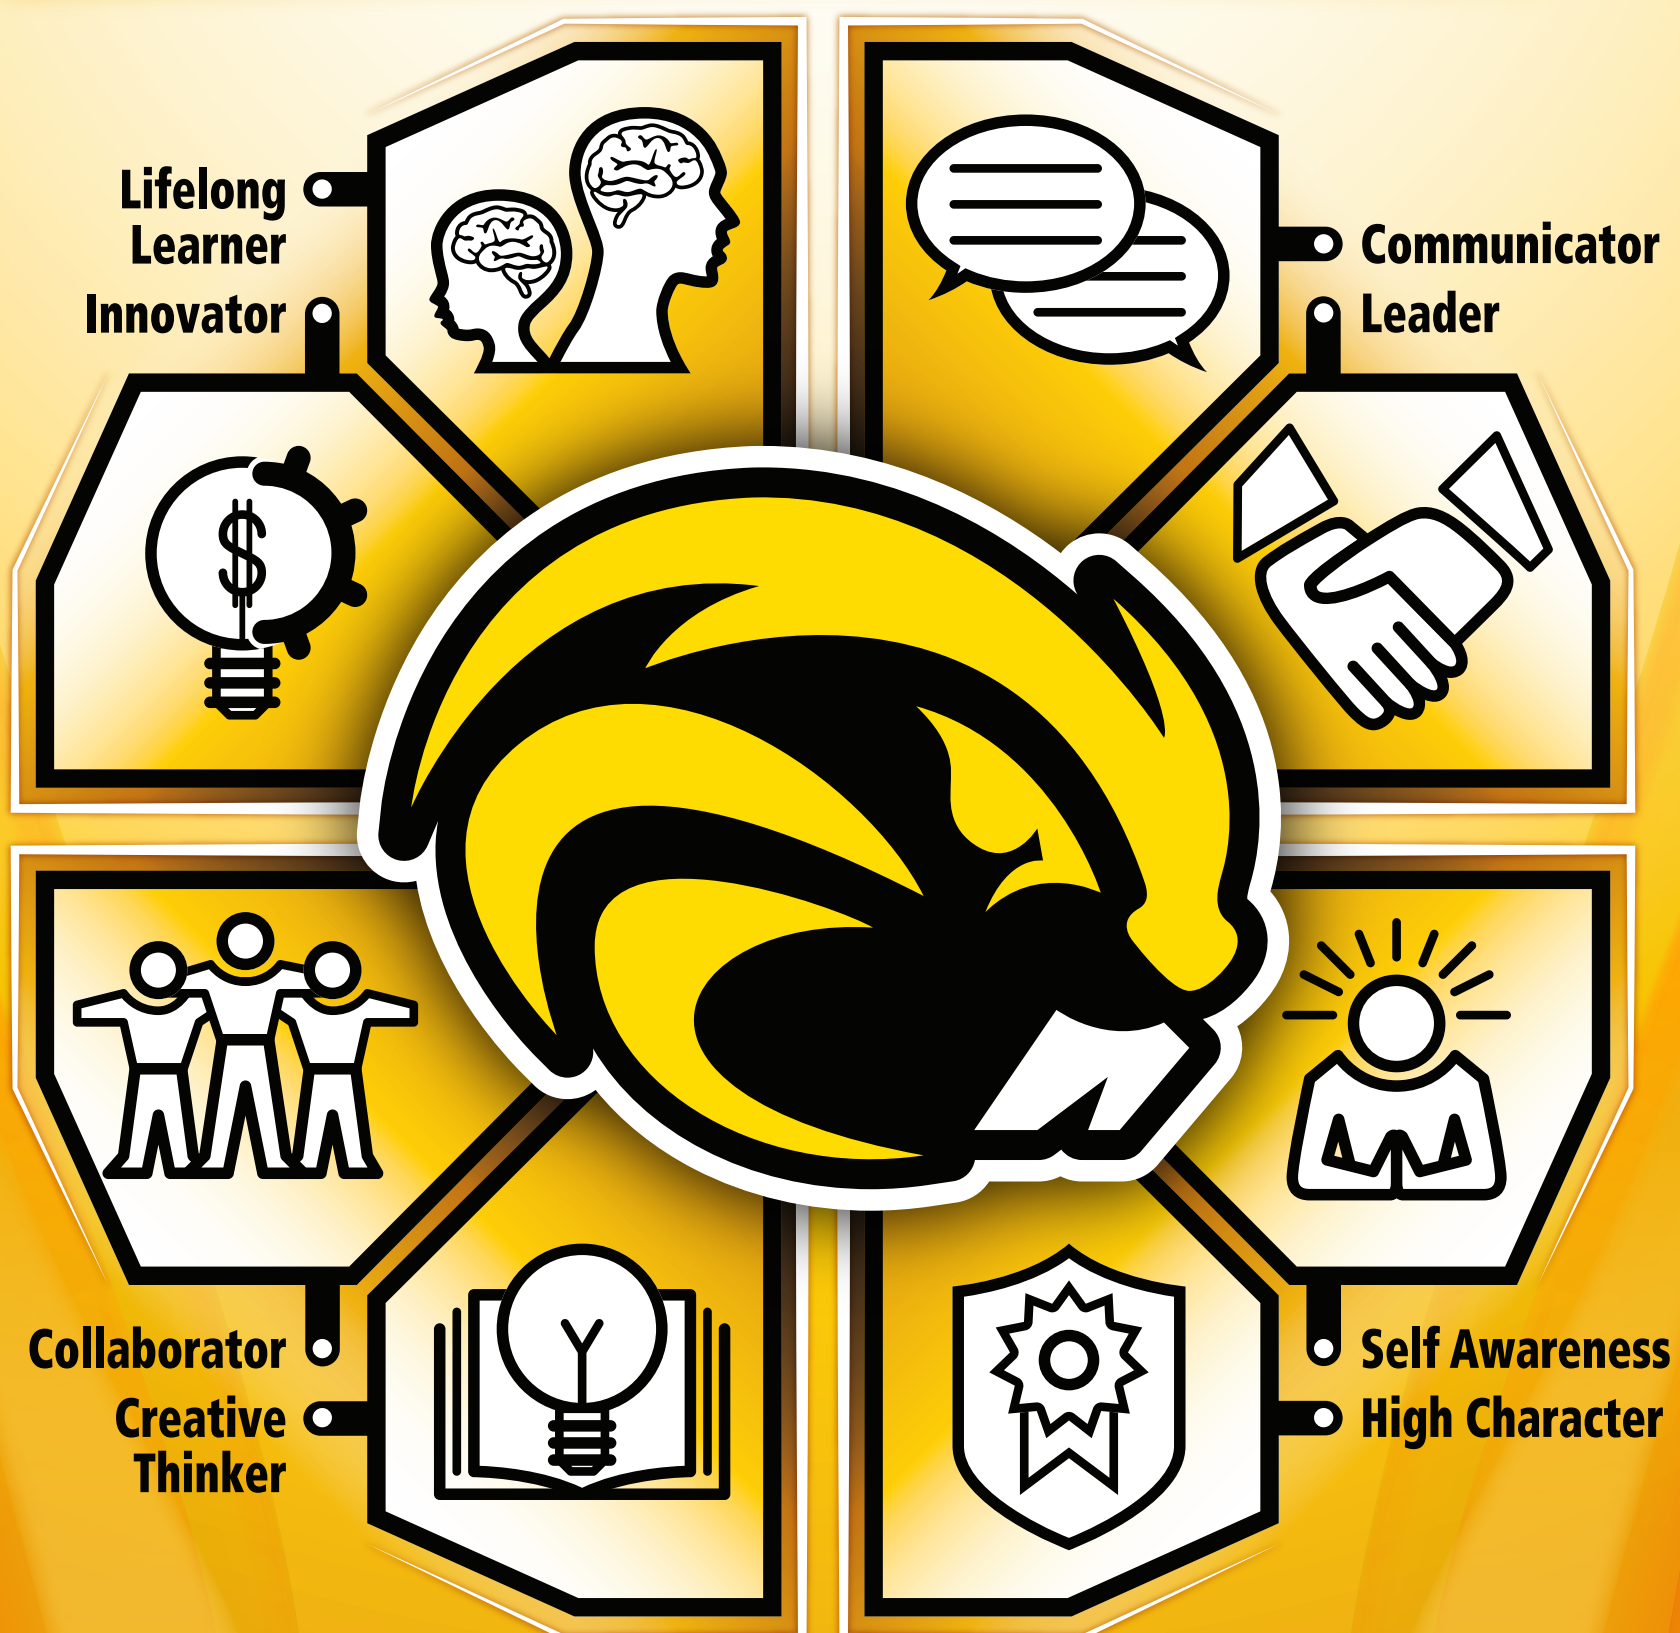 Lifelong
Learner
Innovator
$
Communicator
Leader
Collaborator
Creative
Thinker
Self Awareness
High Character